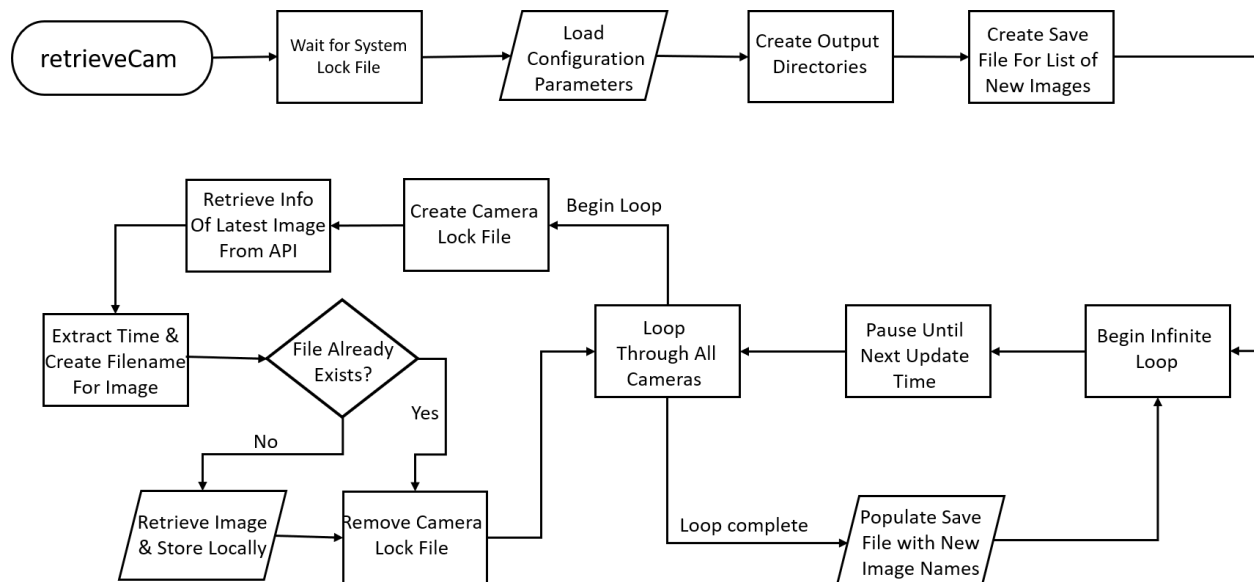 retrieveCam
Wait for System
Lock File
Load
Configuration
Parameters
Create Output
Directories
Create Save
File For List of
New Images
Retrieve Info
Of Latest Image
From API
Create Camera
Lock File
Begin Loop
Extract Time &
Create Filename
For Image
File Already
Exists?
Loop
Through All
Cameras
Pause Until
Next Update
Time
Begin Infinite
Loop
Yes
No
Retrieve Image
& Store Locally
Remove Camera
Lock File
Loop complete
Populate Save
File with New
Image Names